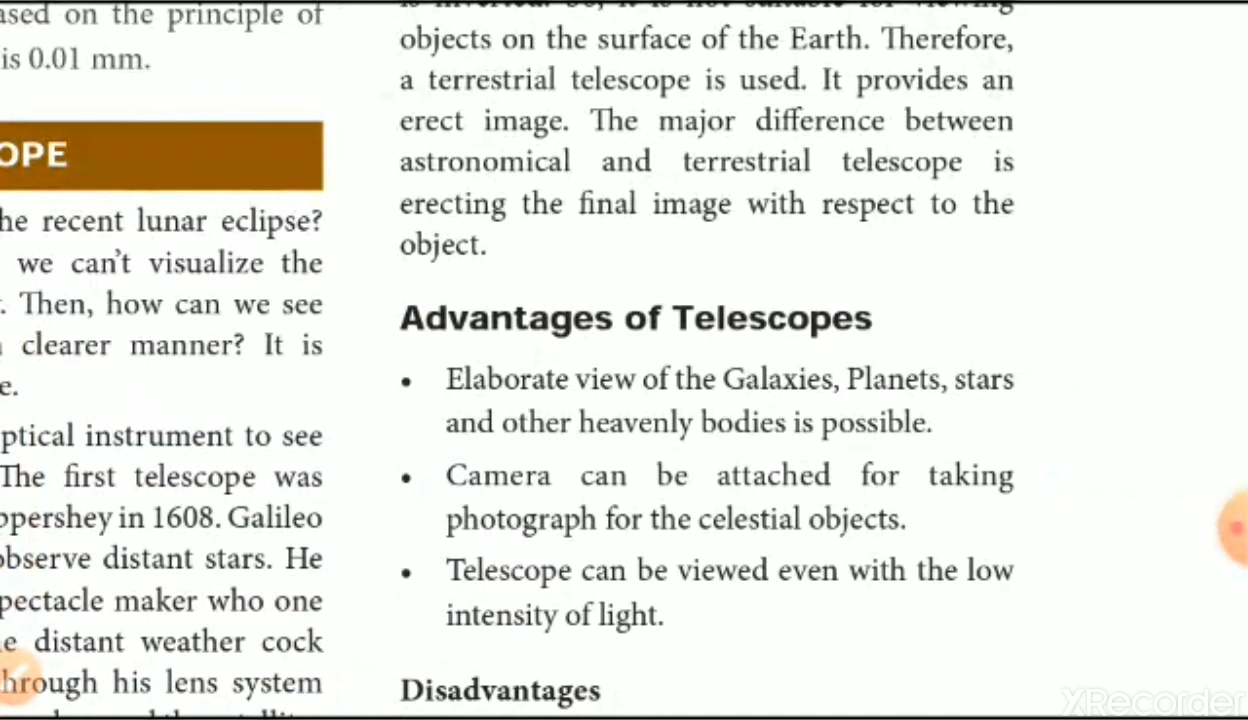 ased on the principle of
is 0.01 mm.
OPE
he recent lunar eclipse?
we can't visualize the
. Then, how can we see
clearer manner? It is
e.
ptical instrument to see
The first telescope was
ppershey in 1608. Galileo
observe distant stars. He
pectacle maker who one
e distant weather cock
hrough his lens system
objects on the surface of the Earth. Therefore,
a terrestrial telescope is used. It provides an
erect image. The major difference between
astronomical and terrestrial telescope is
erecting the final image with respect to the
object.
Advantages of Telescopes
• Elaborate view of the Galaxies, Planets, stars
and other heavenly bodies is possible.
• Camera can be attached for taking
photograph for the celestial objects.
• Telescope can be viewed even with the low
intensity of light.
Disadvantages
XRecorder